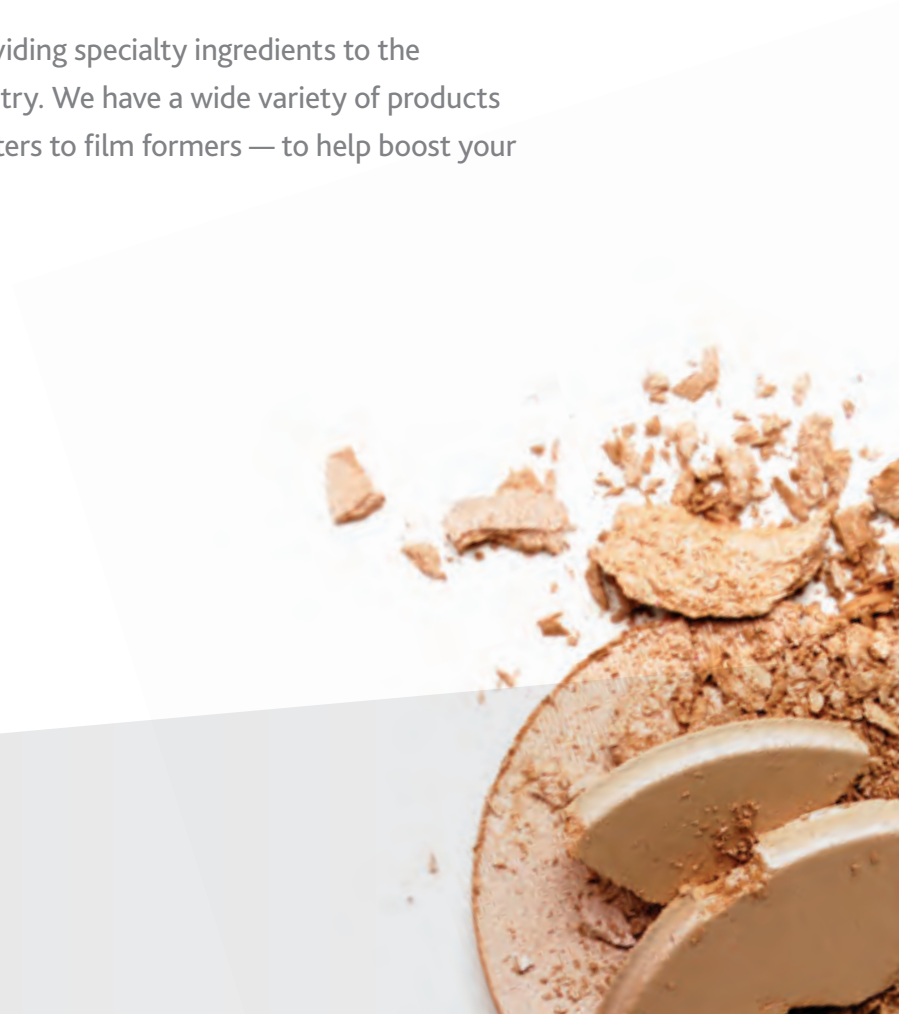 viding specialty ingredients to the
try. We have a wide variety of products
ters to film formers — to help boost your